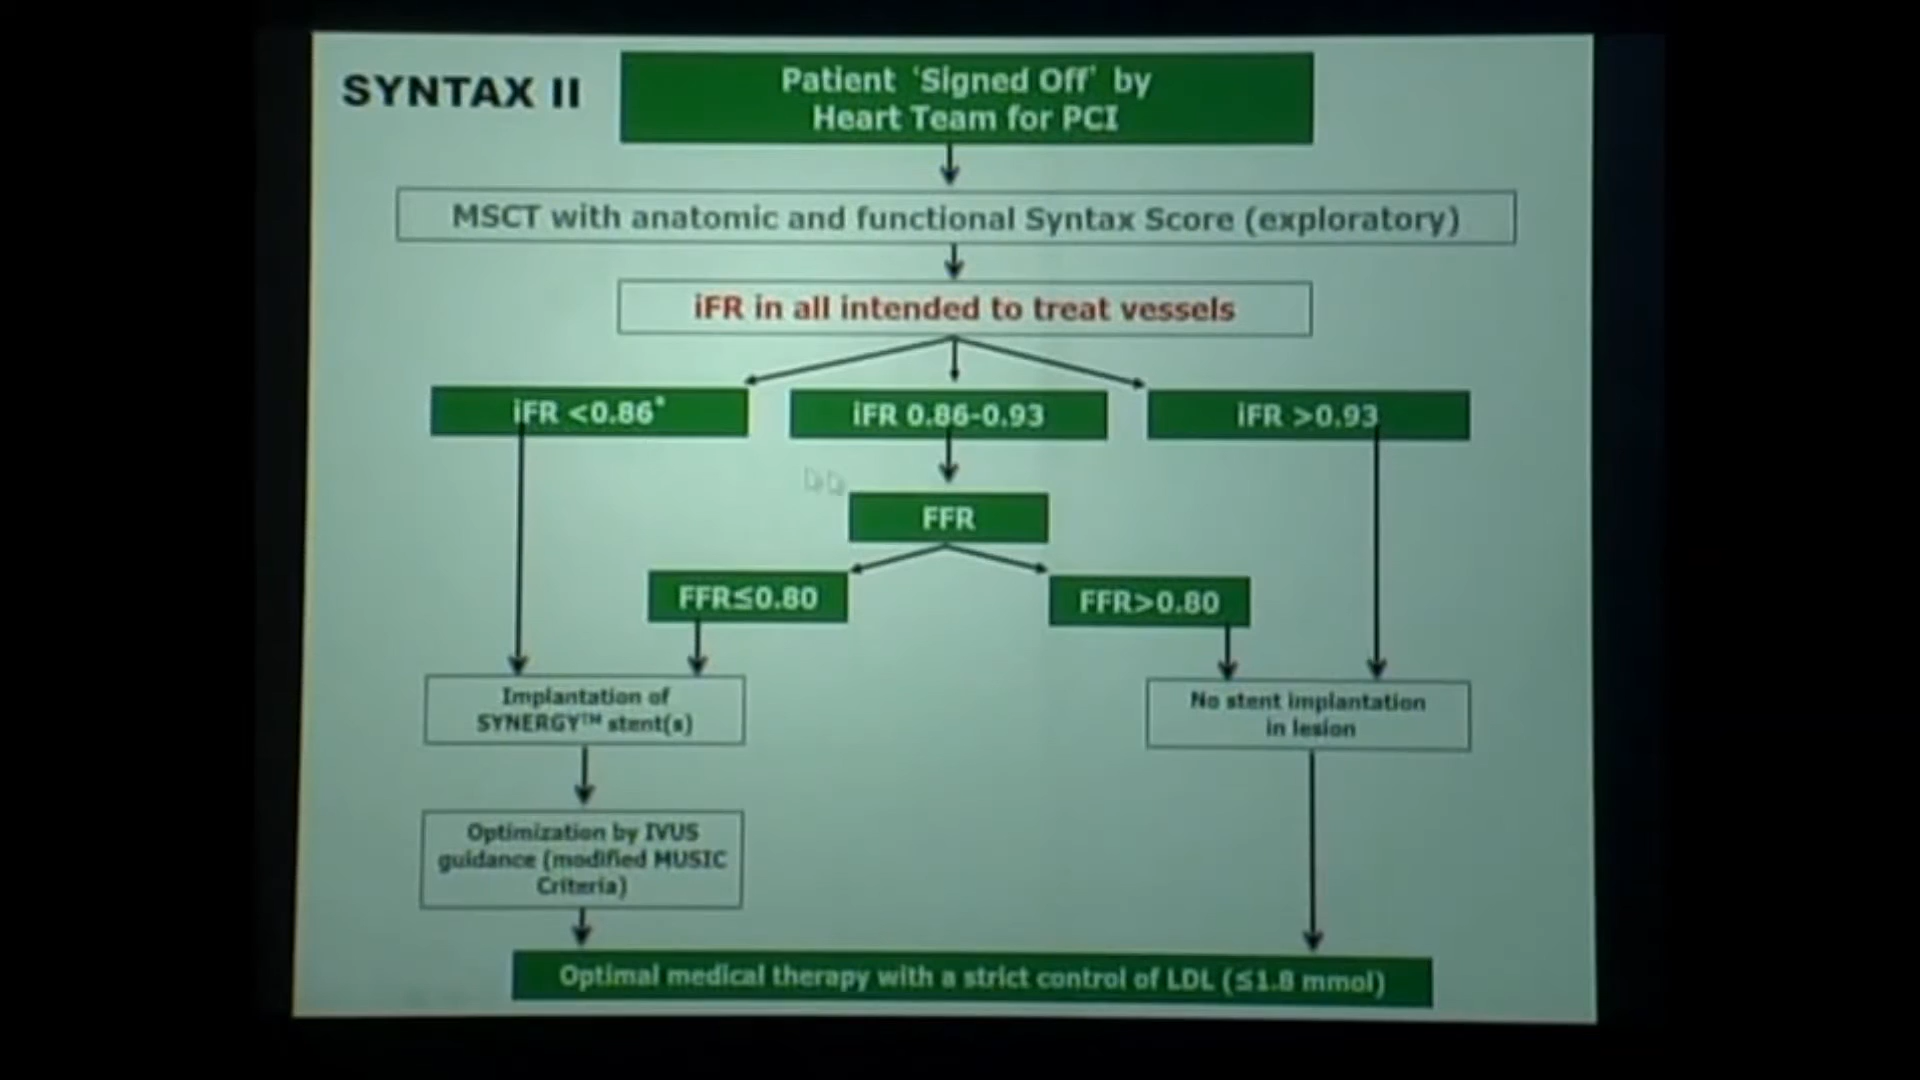 SYNTAX II
Patient ‘Signed Off’ by
Heart Team for PCI
MSCT with anatomic and functional Syntax Score (exploratory)
iFR in all intended to treat vessels
iFR <0.86*
iFR 0.86-0.93
iFR >0.93
FFR
FFR≤0.80
FFR>0.80
Implantation of
SYNERGY™ stent(s)
No stent implantation
in lesion
Optimization by IVUS
guidance (modified MUSIC
Criteria)
Optimal medical therapy with a strict control of LDL (≤1.8 mmol)